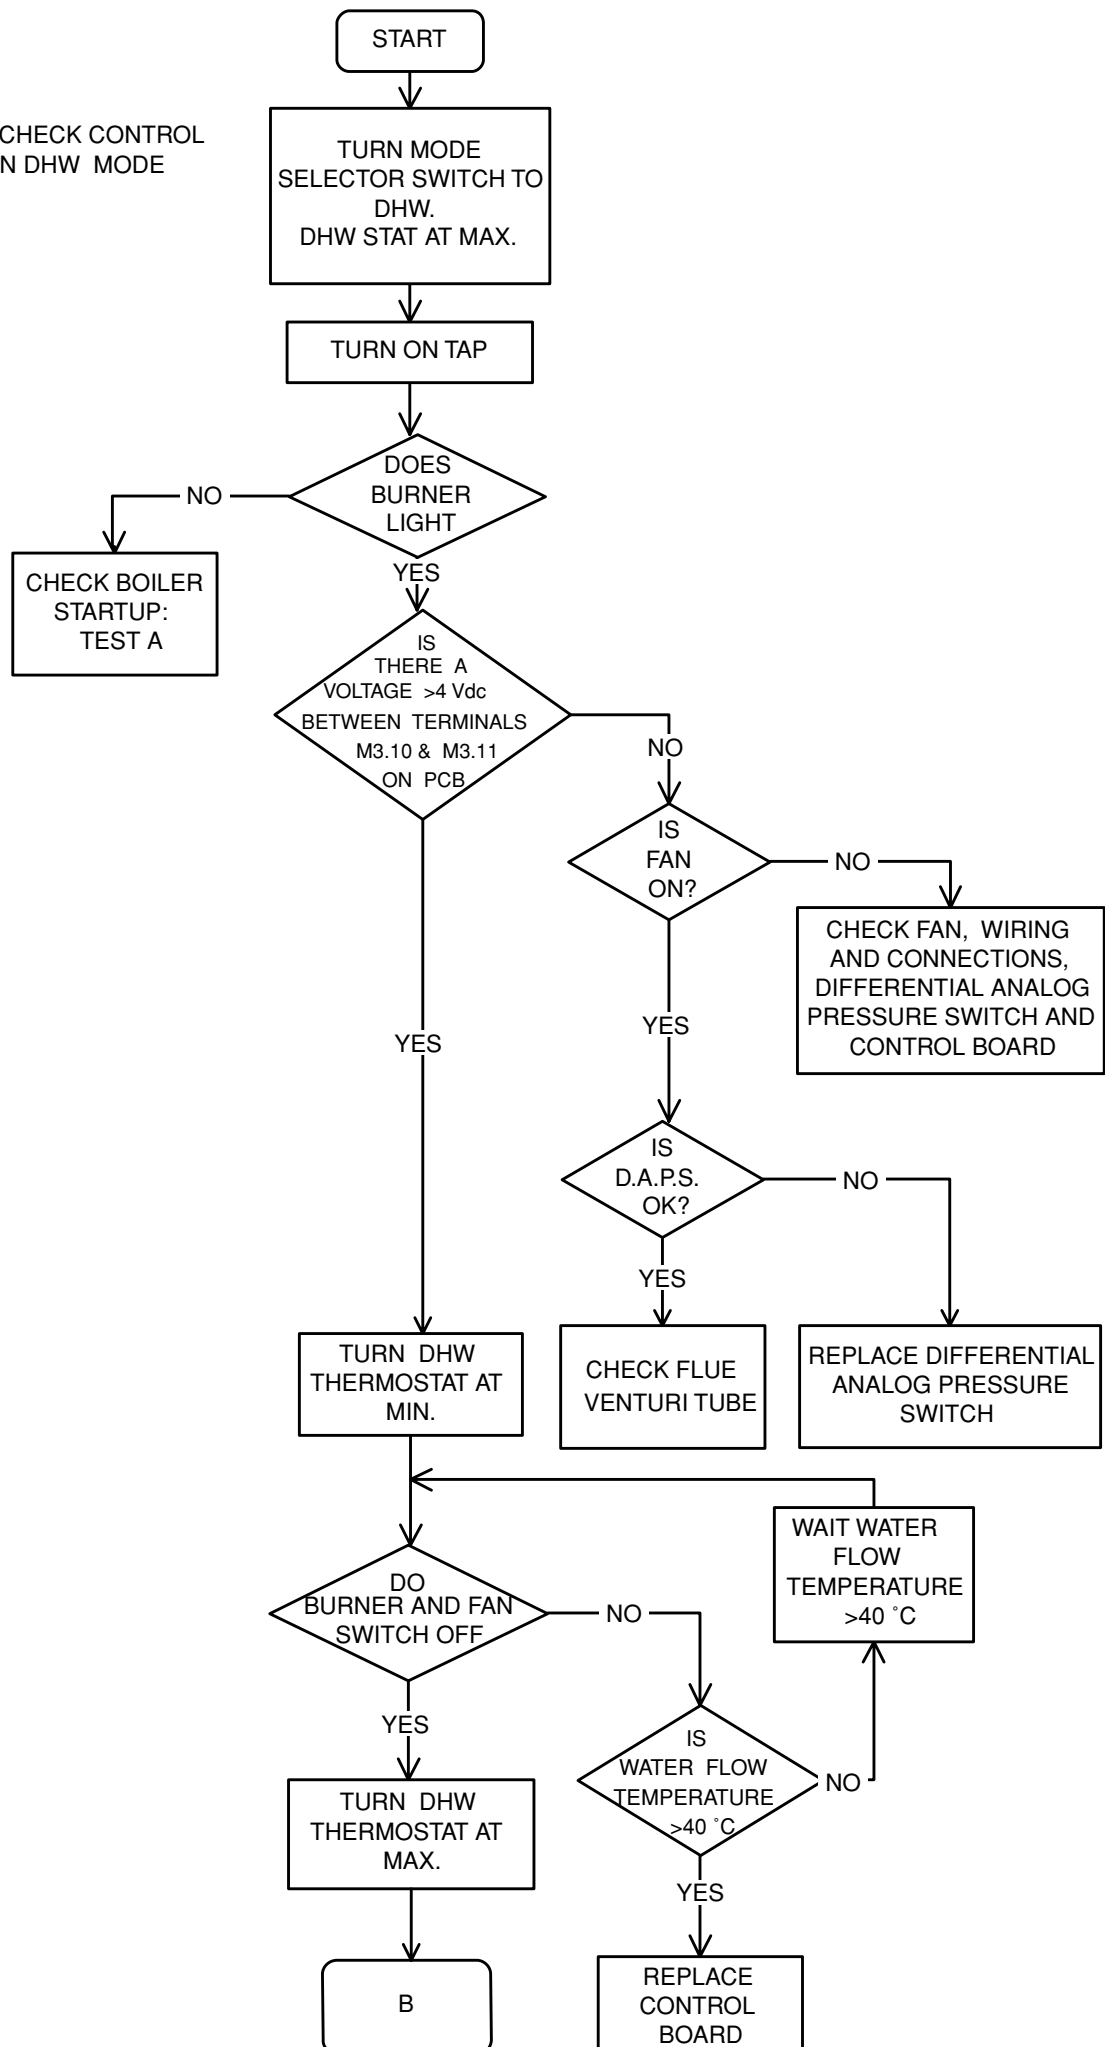 START
CHECK CONTROL
N DHW MODE
TURN MODE
SELECTOR SWITCH TO
DHW.
DHW STAT AT MAX.
TURN ON TAP
DOES
BURNER
LIGHT
NO
YES
CHECK BOILER
STARTUP:
TEST A
IS
THERE A
VOLTAGE >4 Vdc
BETWEEN TERMINALS
M3.10 & M3.11
ON PCB
NO
IS
FAN
ON?
NO
CHECK FAN, WIRING
AND CONNECTIONS,
DIFFERENTIAL ANALOG
PRESSURE SWITCH AND
CONTROL BOARD
YES
YES
IS
D.A.P.S.
OK?
NO
YES
TURN DHW
THERMOSTAT AT
MIN.
CHECK FLUE
VENTURI TUBE
REPLACE DIFFERENTIAL
ANALOG PRESSURE
SWITCH
WAIT WATER
FLOW
TEMPERATURE
>40 ˚C
DO
BURNER AND FAN
SWITCH OFF
NO
YES
IS
WATER FLOW
TEMPERATURE
>40 ˚C
NO
TURN DHW
THERMOSTAT AT
MAX.
YES
B
REPLACE
CONTROL
BOARD